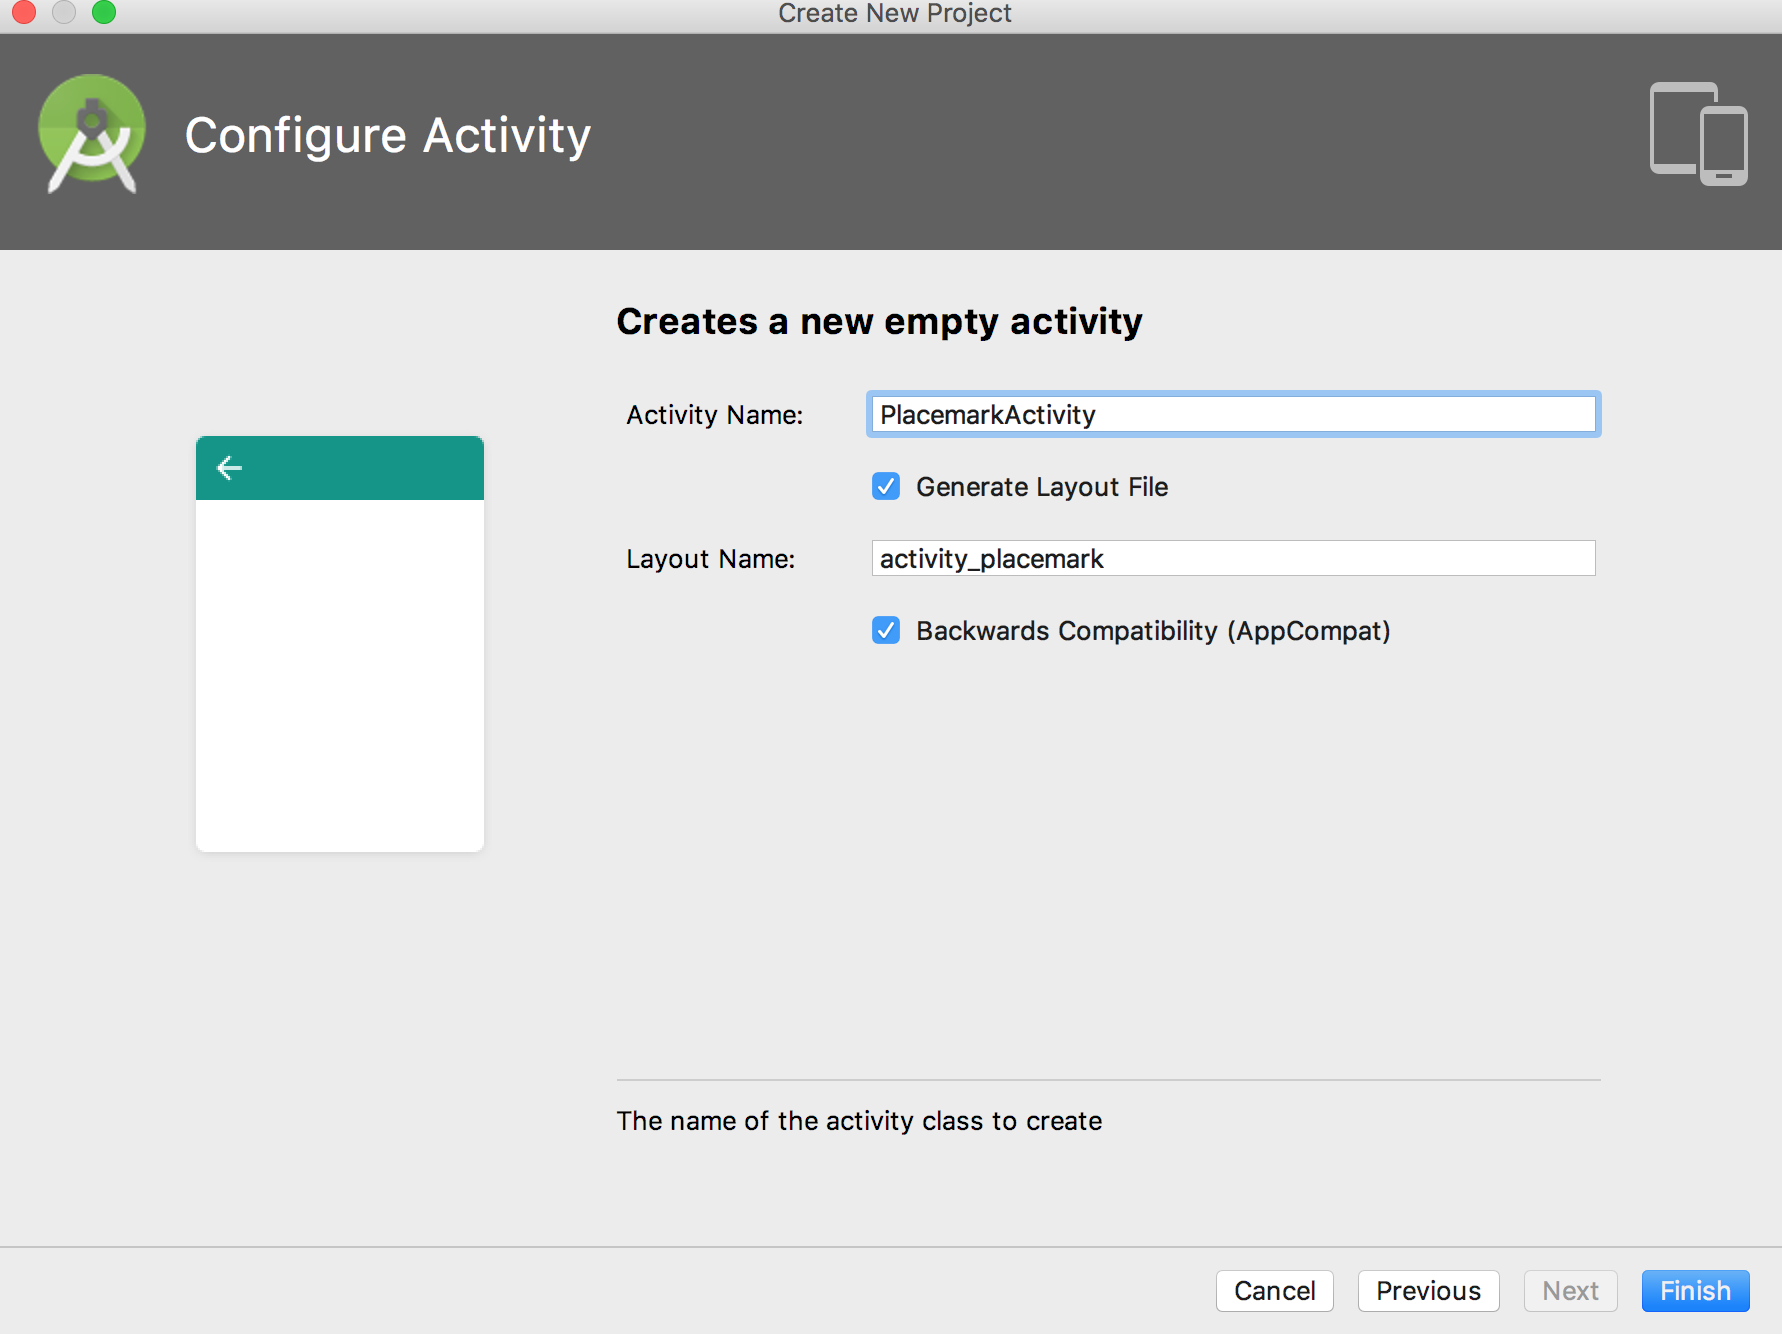 Create New Project
Configure Activity
Creates a new empty activity
Activity Name: PlacemarkActivity
Generate Layout File
Layout Name: activity_placemark
Backwards Compatibility (AppCompat)
The name of the activity class to create
Cancel Previous Next Finish